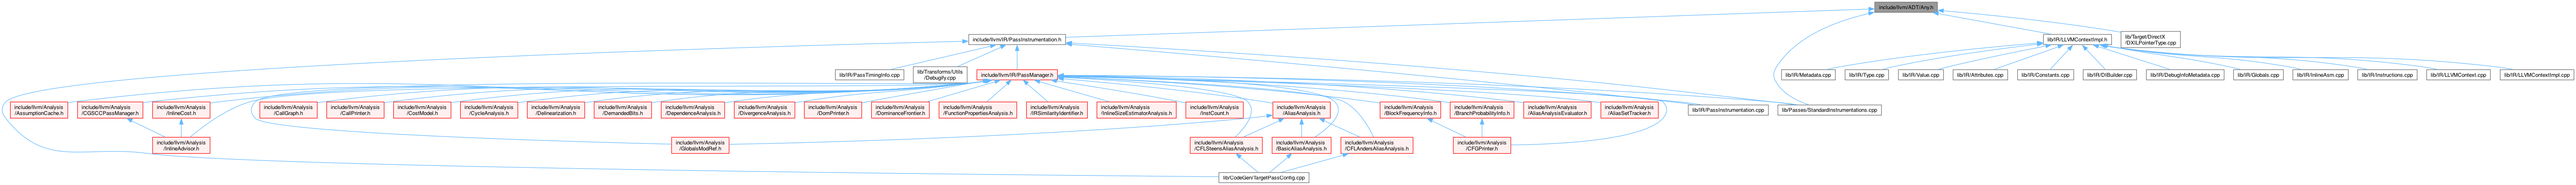 include/llvm/ADT/Any.h
include/llvm/IR/PassInstrumentation.h
lib/IR/LLVMContextImpl.h
lib/Target/DirectX
/DXILPointerType.cpp
lib/IR/PassTimingInfo.cpp
lib/Transforms/Utils
/Debugify.cpp
include/llvm/IR/PassManager.h
lib/IR/Metadata.cpp
lib/IR/Type.cpp
lib/IR/Value.cpp
lib/IR/Attributes.cpp
lib/IR/Constants.cpp
lib/IR/DIBuilder.cpp
lib/IR/DebugInfoMetadata.cpp
lib/IR/Globals.cpp
lib/IR/InlineAsm.cpp
lib/IR/Instructions.cpp
lib/IR/LLVMContext.cpp
lib/IR/LLVMContextImpl.cpp
include/llvm/Analysis
/AssumptionCache.h
include/llvm/Analysis
/CGSCCPassManager.h
include/llvm/Analysis
/InlineCost.h
include/llvm/Analysis
/CallGraph.h
include/llvm/Analysis
/CallPrinter.h
include/llvm/Analysis
/CostModel.h
include/llvm/Analysis
/CycleAnalysis.h
include/llvm/Analysis
/Delinearization.h
include/llvm/Analysis
/DemandedBits.h
include/llvm/Analysis
/DependenceAnalysis.h
include/llvm/Analysis
/DivergenceAnalysis.h
include/llvm/Analysis
/DomPrinter.h
include/llvm/Analysis
/DominanceFrontier.h
include/llvm/Analysis
/FunctionPropertiesAnalysis.h
include/llvm/Analysis
/IRSimilarityIdentifier.h
include/llvm/Analysis
/InlineSizeEstimatorAnalysis.h
include/llvm/Analysis
/InstCount.h
include/llvm/Analysis
/AliasAnalysis.h
include/llvm/Analysis
/BlockFrequencyInfo.h
include/llvm/Analysis
/BranchProbabilityInfo.h
include/llvm/Analysis
/AliasAnalysisEvaluator.h
include/llvm/Analysis
/AliasSetTracker.h
lib/IR/PassInstrumentation.cpp
lib/Passes/StandardInstrumentations.cpp
include/llvm/Analysis
/InlineAdvisor.h
include/llvm/Analysis
/GlobalsModRef.h
include/llvm/Analysis
/CFLSteensAliasAnalysis.h
include/llvm/Analysis
/BasicAliasAnalysis.h
include/llvm/Analysis
/CFLAndersAliasAnalysis.h
include/llvm/Analysis
/CFGPrinter.h
lib/CodeGen/TargetPassConfig.cpp